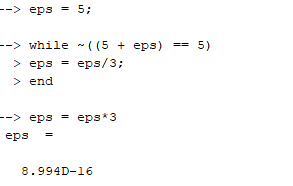 --> eps = 5;
--> while ~((5 + eps) == 5)
> eps = eps/3;
> end
--> eps = eps*3
eps  =
8.994D-16